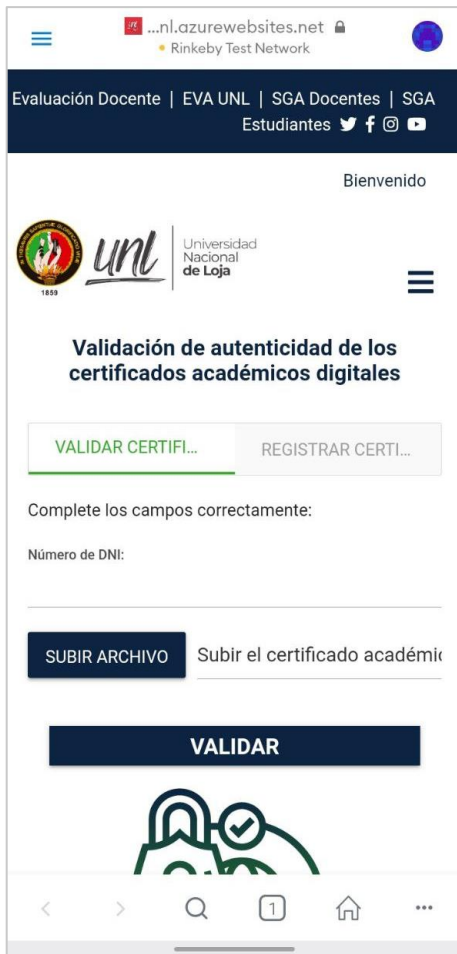 ...nl.azurewebsites.net
Rinkeby Test Network
Evaluación Docente | EVA UNL | SGA Docentes | SGA
Estudiantes
Bienvenido
1859
unl
Universidad
Nacional
de Loja
Validación de autenticidad de los
certificados académicos digitales
VALIDAR CERTIFI...
REGISTRAR CERTI...
Complete los campos correctamente:
Número de DNI:
SUBIR ARCHIVO
Subir el certificado académic
VALIDAR
1